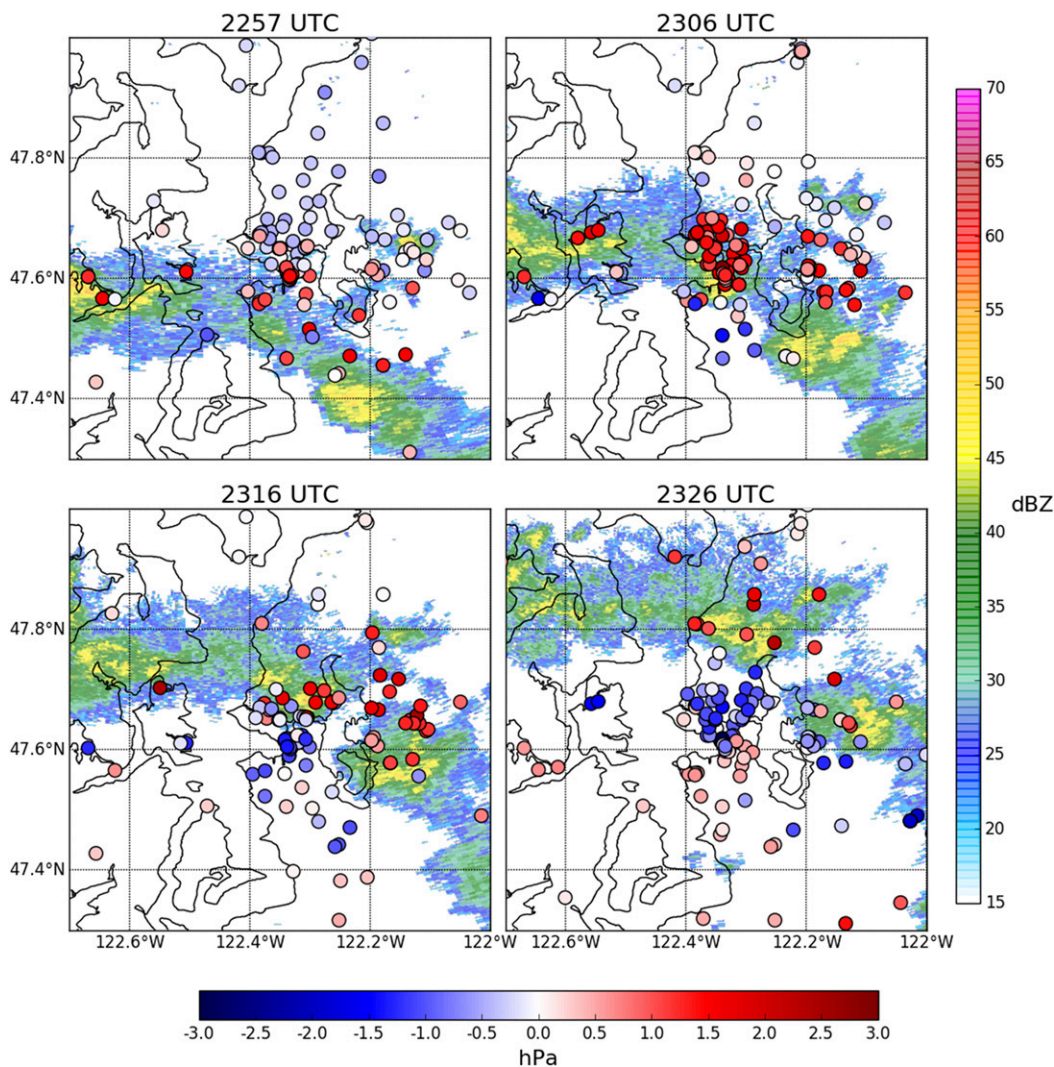 2257 UTC
2306 UTC
47.8°N
47.6°N
47.4°N
2316 UTC
2326 UTC
47.8°N
47.6°N
47.4°N
122.6°W 122.4°W 122.2°W 122°W 122.6°W 122.4°W 122.2°W 122°W
70
65
60
55
50
45
40
35
30
25
20
15
dBZ
-3.0 -2.5 -2.0 -1.5 -1.0 -0.5 0.0 0.5 1.0 1.5 2.0 2.5 3.0
hPa